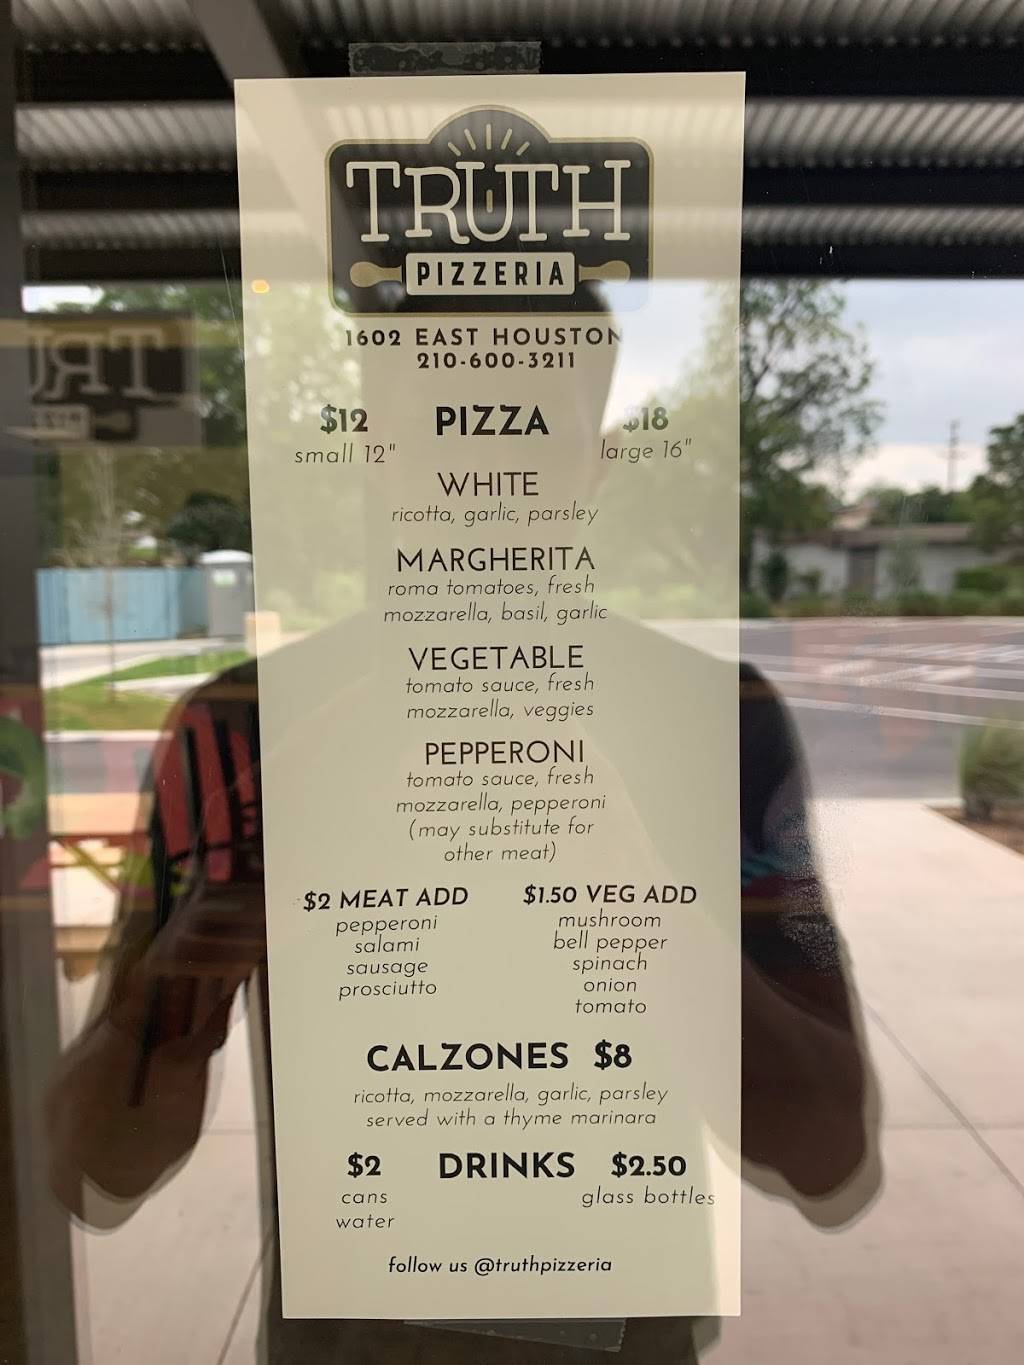 TRUTH
PIZZERIA
1602 EAST HOUSTON
210-600-3211
$12 PIZZA $18
small 12" large 16"
WHITE
ricotta, garlic, parsley
MARGHERITA
roma tomatoes, fresh
mozzarella, basil, garlic
VEGETABLE
tomato sauce, fresh
mozzarella, veggies
PEPPERONI
tomato sauce, fresh
mozzarella, pepperoni
(may substitute for
other meat)
$2 MEAT ADD
pepperoni
salami
sausage
prosciutto
$1.50 VEG ADD
mushroom
bell pepper
spinach
onion
tomato
CALZONES $8
ricotta, mozzarella, garlic, parsley
served with a thyme marinara
$2 DRINKS $2.50
cans glass bottles
water
follow us @truthpizzeria